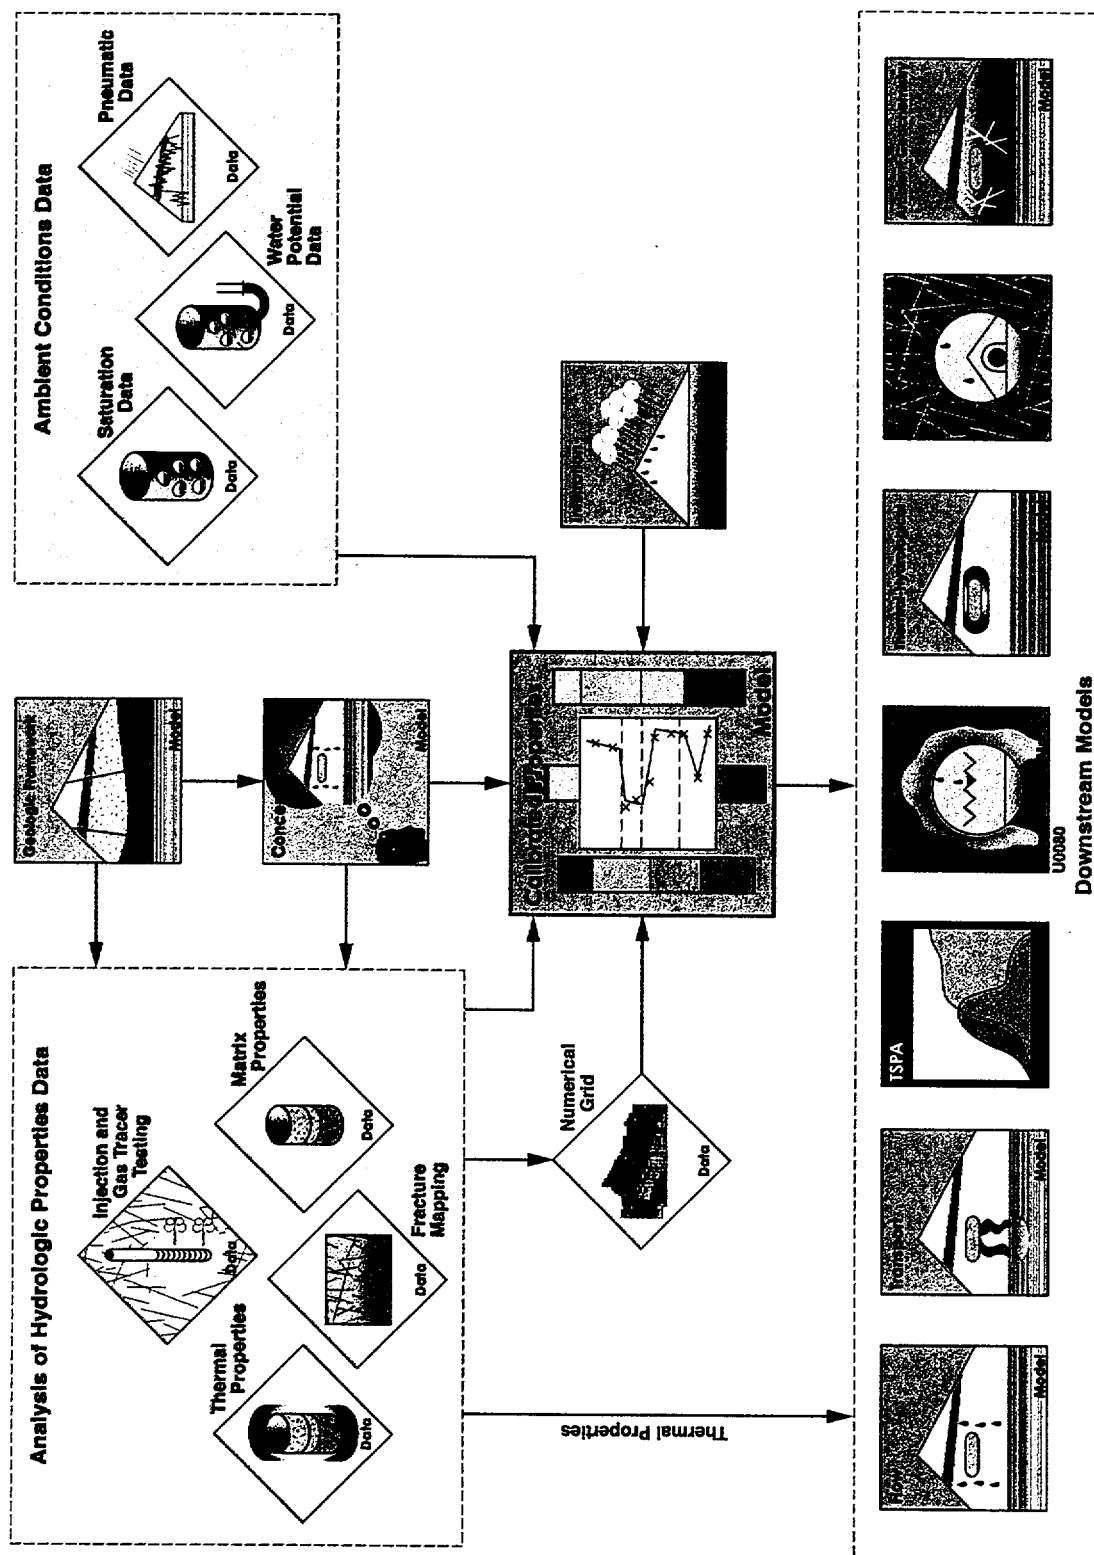 Analysis of Hydrologic Properties Data
Injection and
Gas Tracer
Testing
Data
Thermal
Properties
Data
Matrix
Properties
Data
Fracture
Mapping
Data
Geologic Framework
Model
Model
Ambient Conditions Data
Saturation
Data
Data
Water
Potential
Data
Data
Pneumatic
Data
Data
Numerical
Grid
Data
Calibrated Properties
Model
Thermal Properties
Flow
Model
Transport
Model
TSPA
U0080
Model
Downstream Models